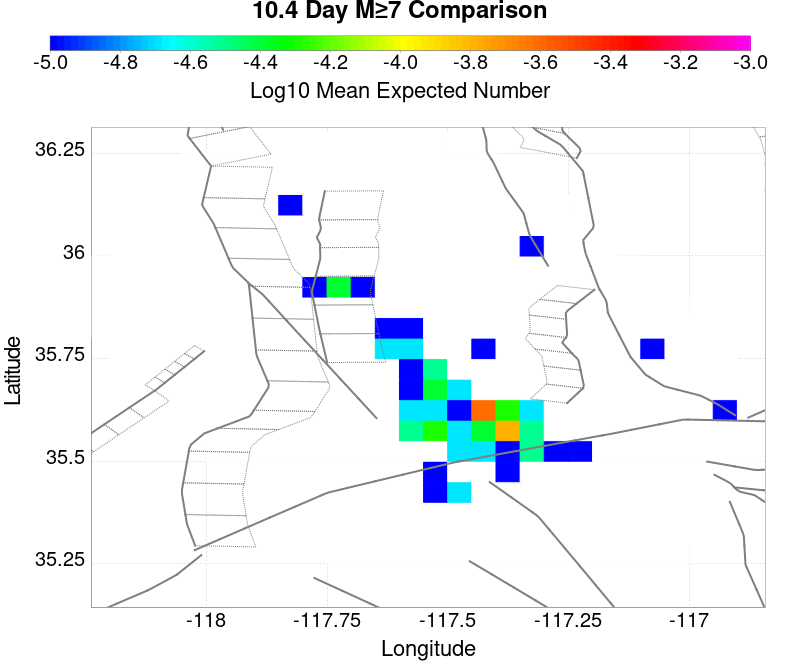 10.4 Day M≥7 Comparison
-5.0 -4.8 -4.6 -4.4 -4.2 -4.0 -3.8 -3.6 -3.4 -3.2 -3.0
Log10 Mean Expected Number
36.25
36
35.75
35.5
35.25
Latitude
-118 -117.75 -117.5 -117.25 -117
Longitude